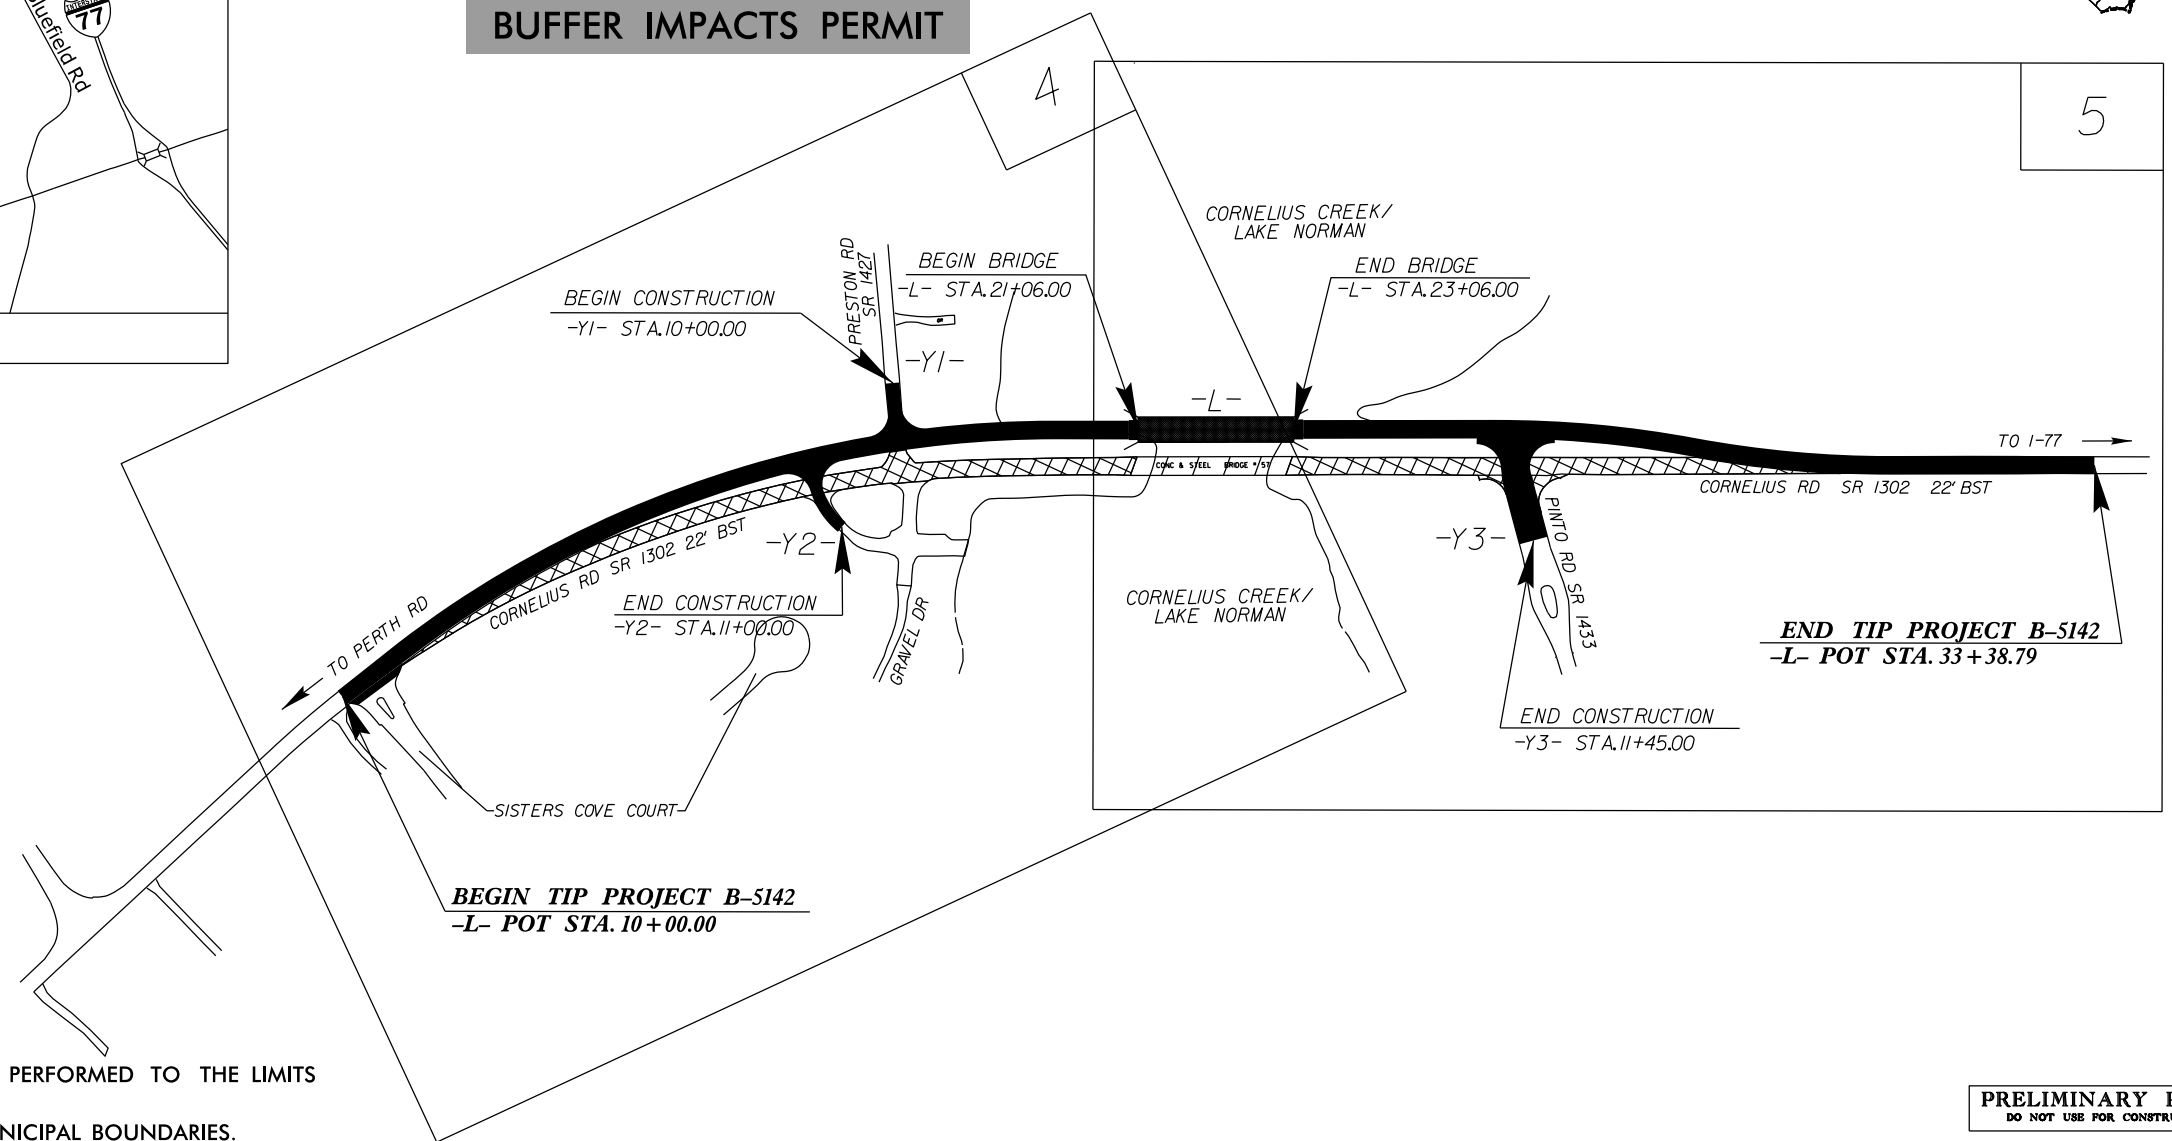 INTERSTATE
77
Bluefield Rd
BUFFER IMPACTS PERMIT
4
5
CORNELIUS CREEK/
LAKE NORMAN
PRESTON RD
SR 1427
BEGIN BRIDGE
-L- STA.21+06.00
END BRIDGE
-L- STA.23+06.00
BEGIN CONSTRUCTION
-Y1- STA.10+00.00
-Y1-
-L-
TO I-77
CONC & STEEL BRIDGE # 57
CORNELIUS RD SR 1302 22' BST
CORNELIUS RD SR 1302 22' BST
-Y2-
-Y3-
PINTO RD SR 1433
END CONSTRUCTION
-Y2- STA.11+00.00
CORNELIUS CREEK/
LAKE NORMAN
TO PERTH RD
GRAVEL DR
END TIP PROJECT B-5142
-L- POT STA. 33+38.79
END CONSTRUCTION
-Y3- STA.11+45.00
SISTERS COVE COURT
BEGIN TIP PROJECT B-5142
-L- POT STA. 10+00.00
PERFORMED TO THE LIMITS
NICIPAL BOUNDARIES.
PRELIMINARY
DO NOT USE FOR CONSTRU